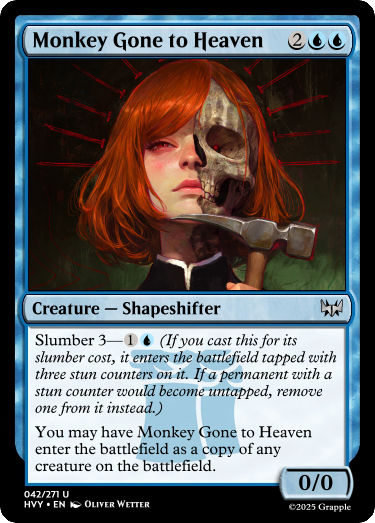 Monkey Gone to Heaven 2
Creature — Shapeshifter
Slumber 3—1 (If you cast this for its
slumber cost, it enters the battlefield tapped with
three stun counters on it. If a permanent with a
stun counter would become untapped, remove
one from it instead.)
You may have Monkey Gone to Heaven
enter the battlefield as a copy of any
creature on the battlefield.
0/0
042/271 U
HVY • EN OLIVER WETTER
©2025 Grapple